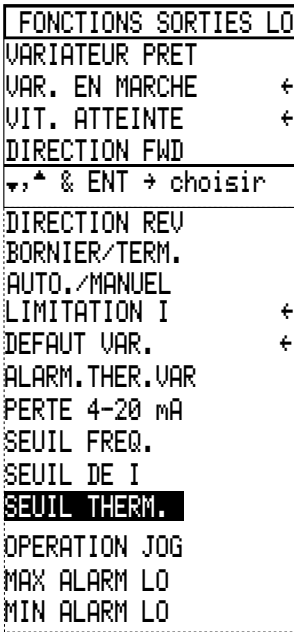 FONCTIONS SORTIES LO
VARIATEUR PRET
VAR. EN MARCHE ←
VIT. ATTEINTE ←
DIRECTION FWD
▼,▲ & ENT → choisir
DIRECTION REV
BORNIER/TERM.
AUTO./MANUEL
LIMITATION I ←
DEFAUT VAR. ←
ALARM.THER.VAR
PERTE 4-20 mA
SEUIL FREQ.
SEUIL DE I
SEUIL THERM.
OPERATION JOG
MAX ALARM LO
MIN ALARM LO